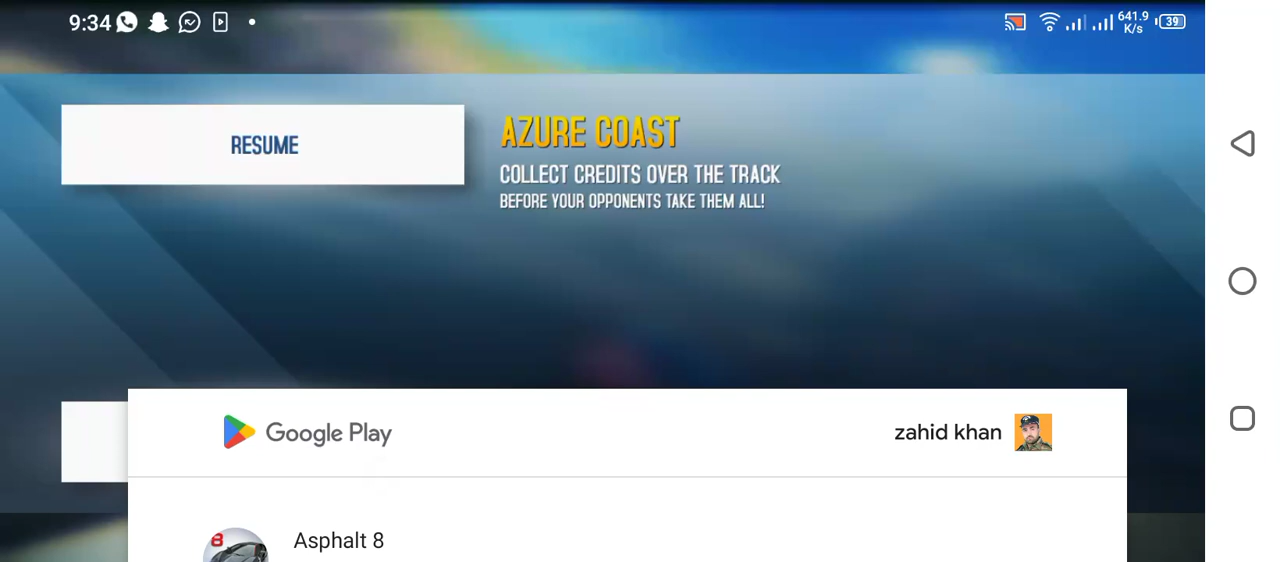 9:34
641.9
K/s
39
RESUME
AZURE COAST
COLLECT CREDITS OVER THE TRACK
BEFORE YOUR OPPONENTS TAKE THEM ALL!
Google Play
zahid khan
8
Asphalt 8